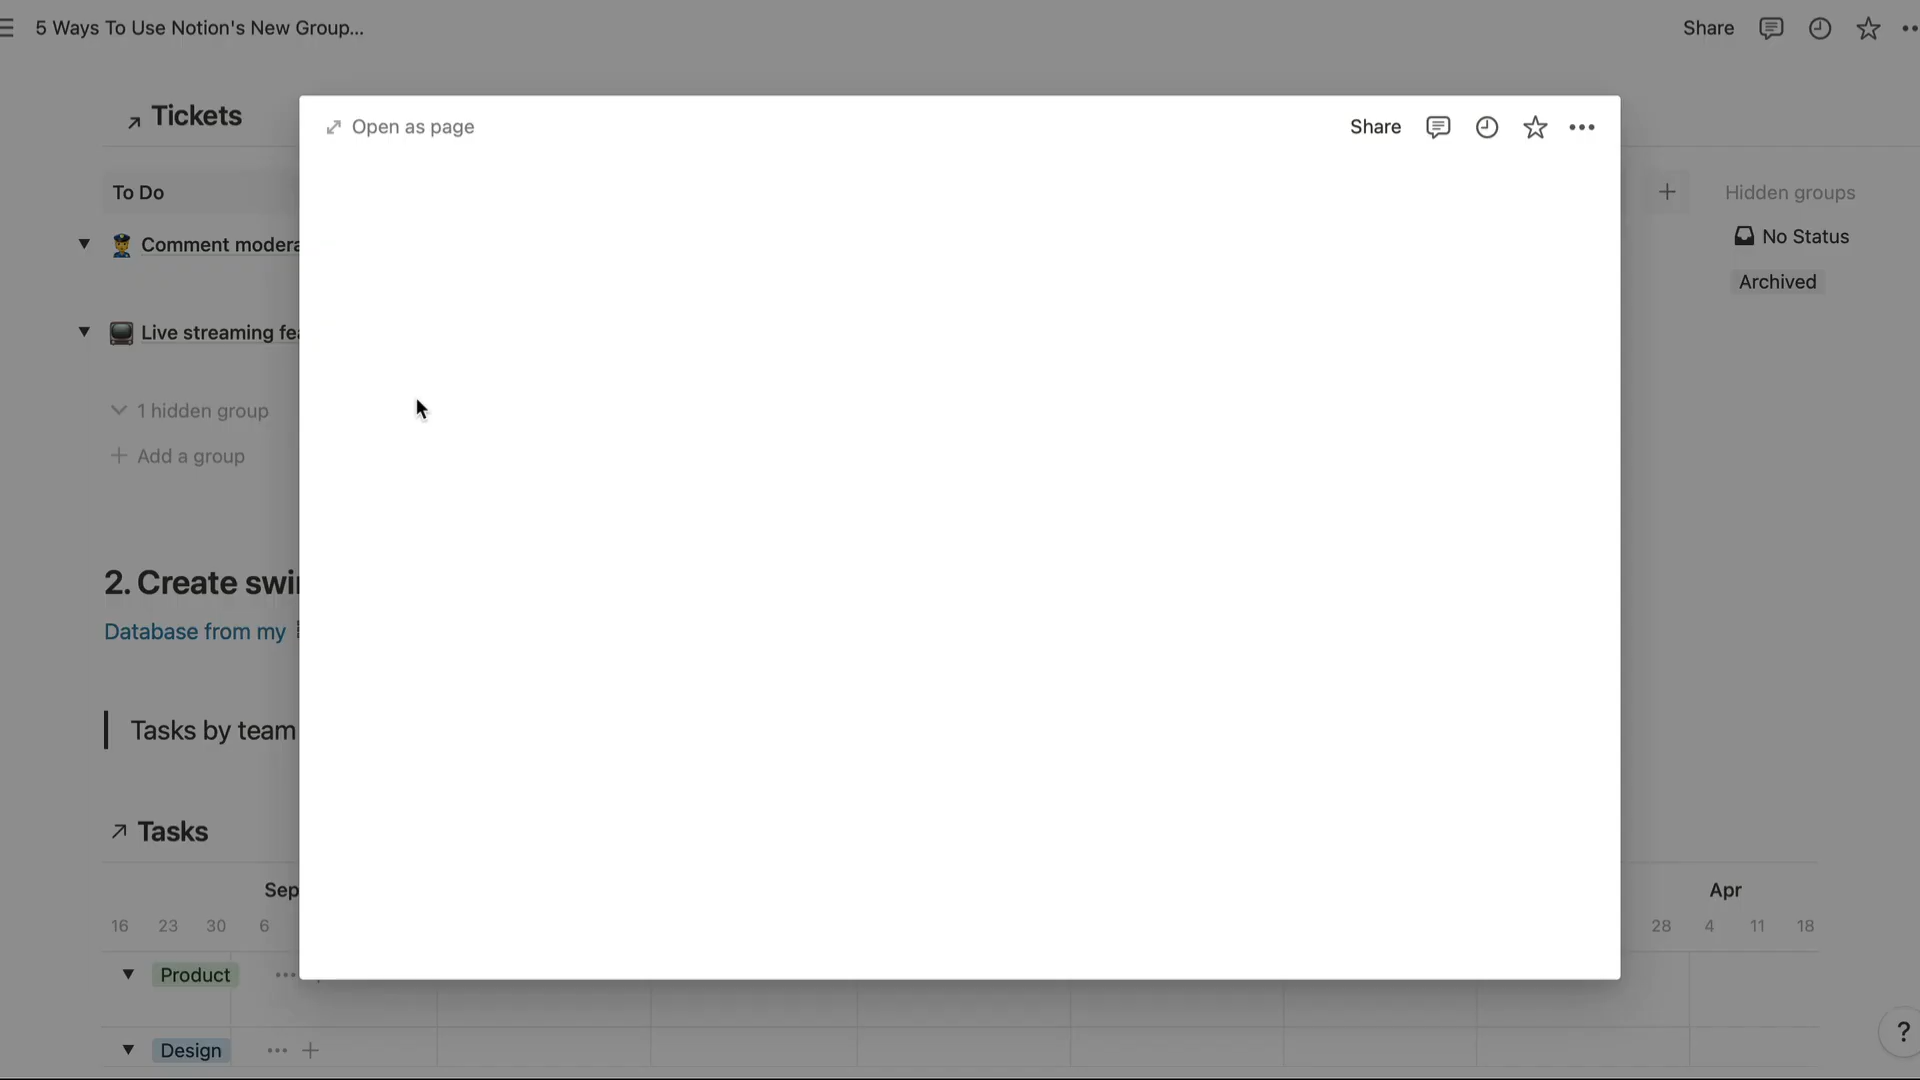 5 Ways To Use Notion's New Group...
Share
Tickets
Open as page
Share
To Do
Hidden groups
Comment modera
No Status
Archived
Live streaming fea
1 hidden group
Add a group
2. Create swi
Database from my
Tasks by team
Tasks
Sep
Apr
16 23 30 6 28 4 11 18
Product
Design
?